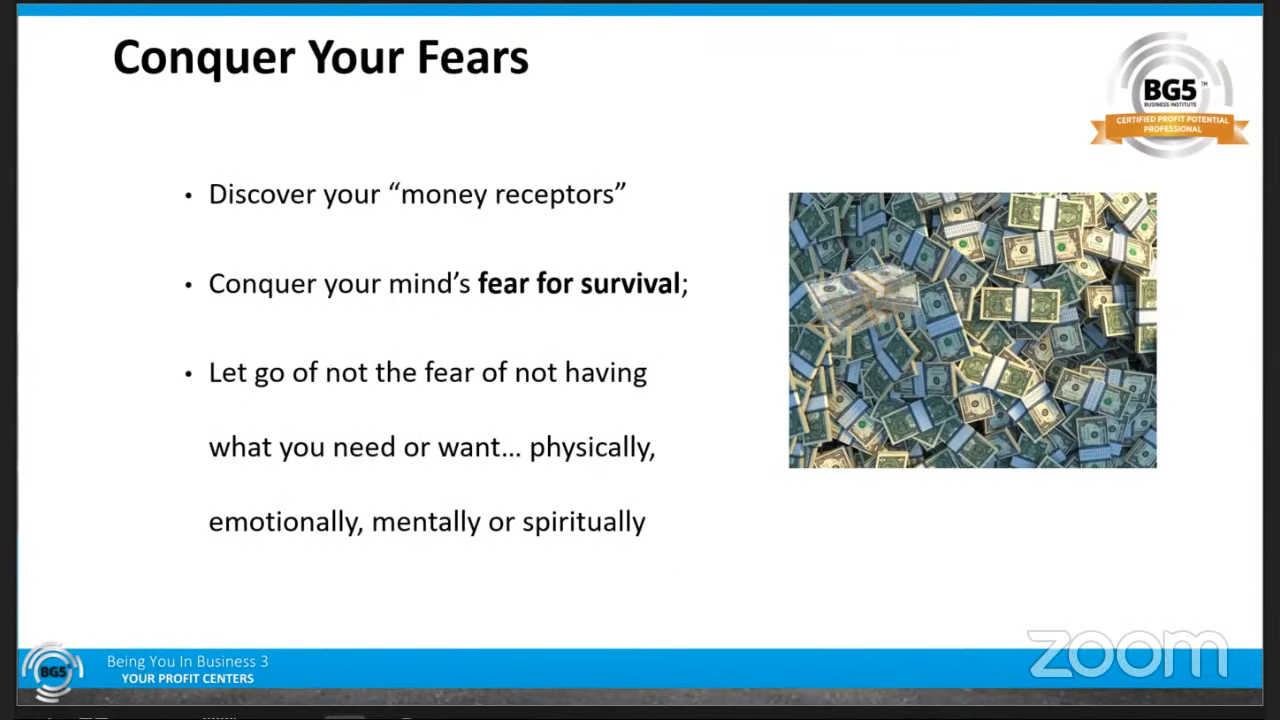 Conquer Your Fears
BG5™
BUSINESS INSTITUTE
CERTIFIED PROFIT POTENTIAL
PROFESSIONAL
• Discover your “money receptors”
• Conquer your mind’s fear for survival;
• Let go of not the fear of not having
what you need or want… physically,
emotionally, mentally or spiritually
BG5
Being You In Business 3
YOUR PROFIT CENTERS
zoom